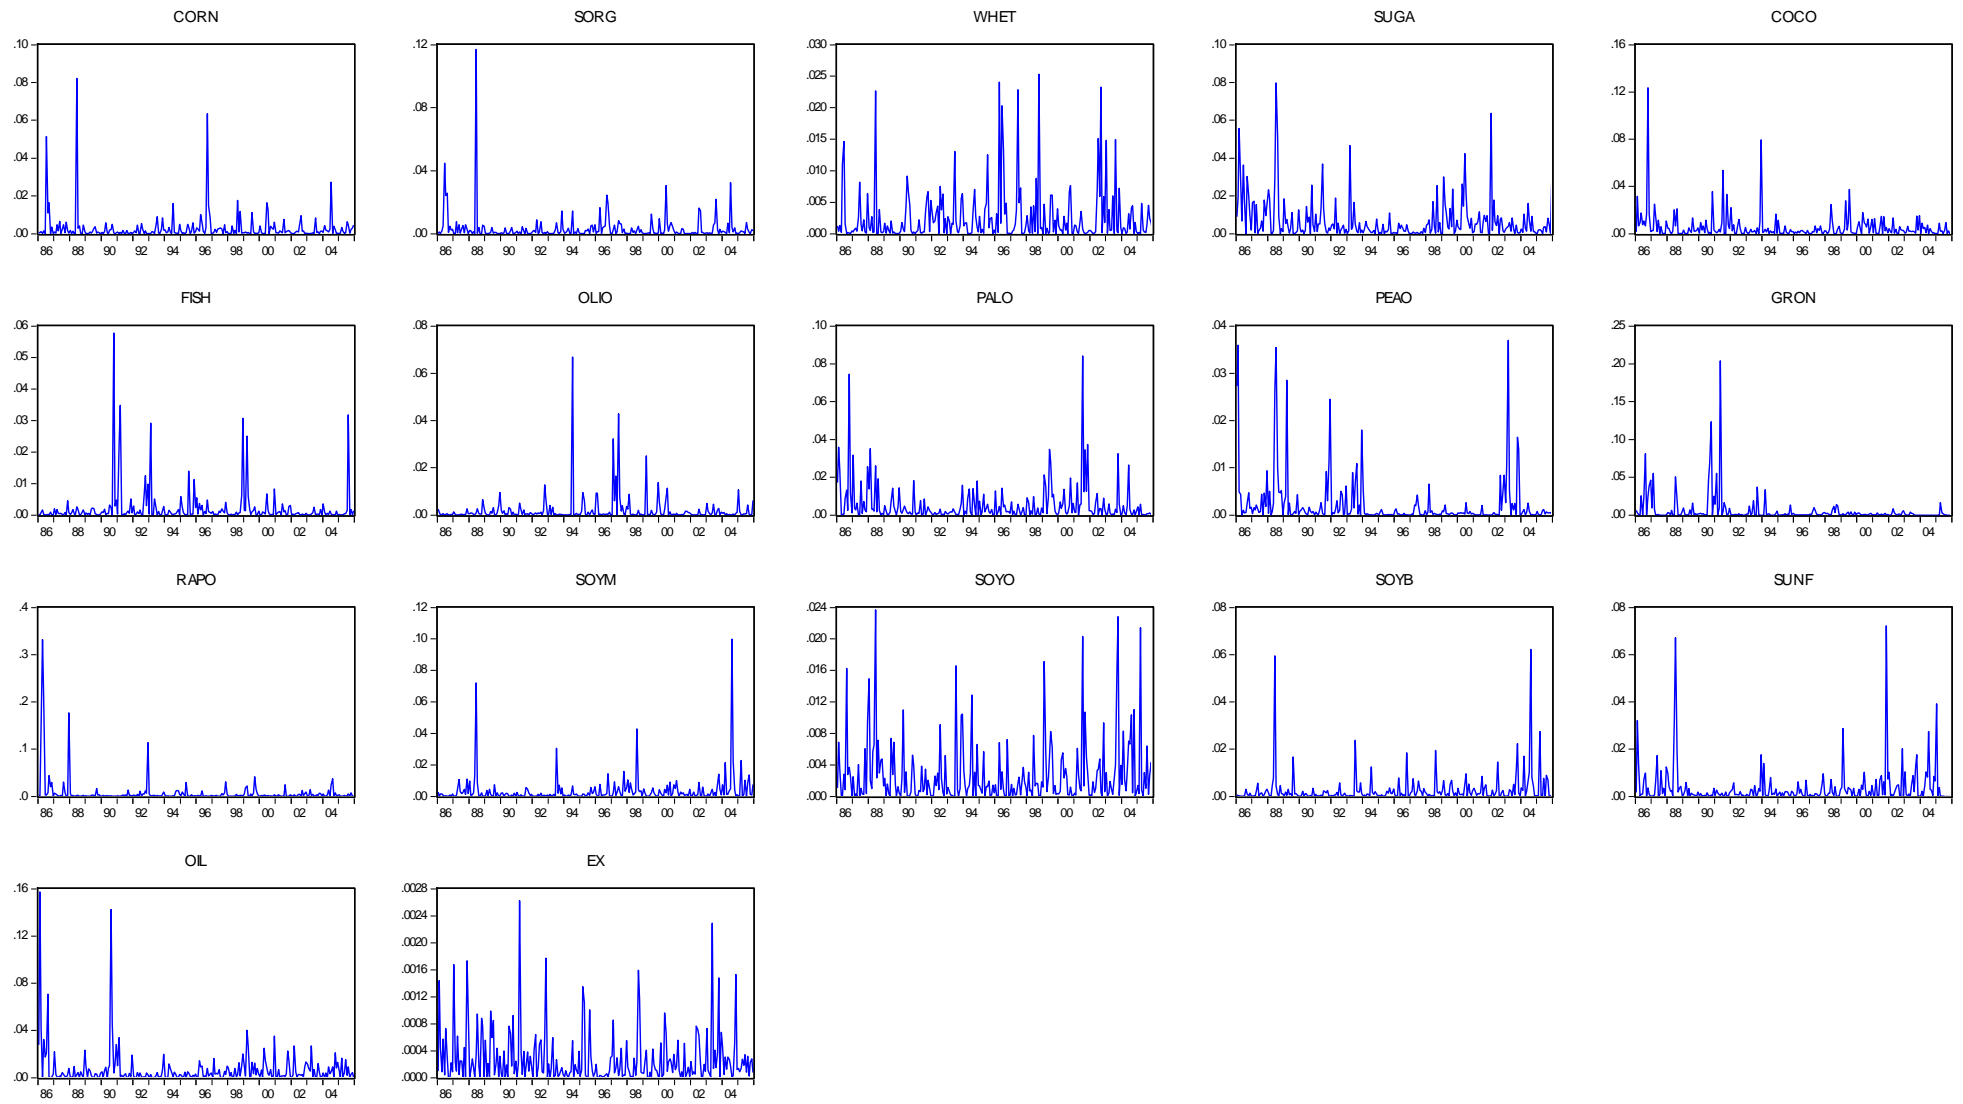 CORN SORG WHET SUGA COCO
.10 .12 .030 .10 .16
.025
.08 .08 .12
.08 .020
.06 .06
.015 .08
.04 .04 .04
.010
.02 .005 .02 .04
.00 .00 .000 .00 .00
86 88 90 92 94 96 98 00 02 04 86 88 90 92 94 96 98 00 02 04 86 88 90 92 94 96 98 00 02 04 86 88 90 92 94 96 98 00 02 04 86 88 90 92 94 96 98 00 02 04
FISH OLIO PALO PEAO GRON
.06 .08 .10 .04 .25
.05 .08 .20
.06 .03
.04 .06 .15
.03 .04 .02
.04 .10
.02
.02 .01
.01 .02 .05
.00 .00 .00 .00 .00
86 88 90 92 94 96 98 00 02 04 86 88 90 92 94 96 98 00 02 04 86 88 90 92 94 96 98 00 02 04 86 88 90 92 94 96 98 00 02 04 86 88 90 92 94 96 98 00 02 04
RAPO SOYM SOYO SOYB SUNF
.4 .12 .024 .08 .08
.10 .020
.3 .06 .06
.08 .016
.2 .06 .012 .04 .04
.04 .008
.1 .02 .02
.02 .004
.0 .00 .000 .00 .00
86 88 90 92 94 96 98 00 02 04 86 88 90 92 94 96 98 00 02 04 86 88 90 92 94 96 98 00 02 04 86 88 90 92 94 96 98 00 02 04 86 88 90 92 94 96 98 00 02 04
OIL EX
.16 .0028
.0024
.12
.0020
.0016
.08
.0012
.04 .0008
.0004
.00 .0000
86 88 90 92 94 96 98 00 02 04 86 88 90 92 94 96 98 00 02 04